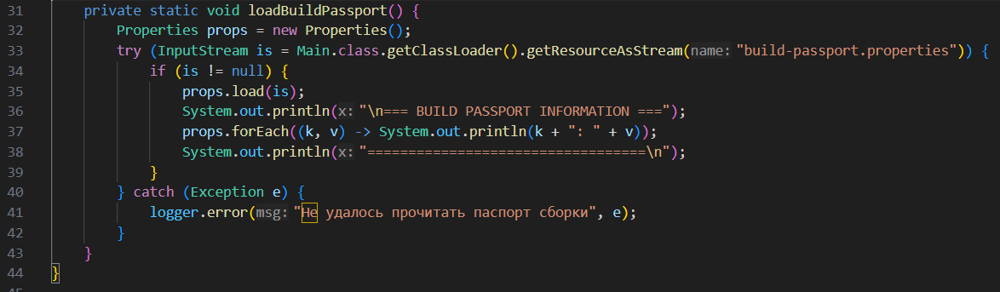 31 private static void loadBuildPassport() {
32 Properties props = new Properties();
33 try (InputStream is = Main.class.getClassLoader().getResourceAsStream(name: "build-passport.properties")) {
34 if (is != null) {
35 props.load(is);
36 System.out.println(x: "\n=== BUILD PASSPORT INFORMATION ===");
37 props.forEach((k, v) -> System.out.println(k + ": " + v));
38 System.out.println(x: "==================================\n");
39 }
40 } catch (Exception e) {
41 logger.error(msg: "Не удалось прочитать паспорт сборки", e);
42 }
43 }
44 }